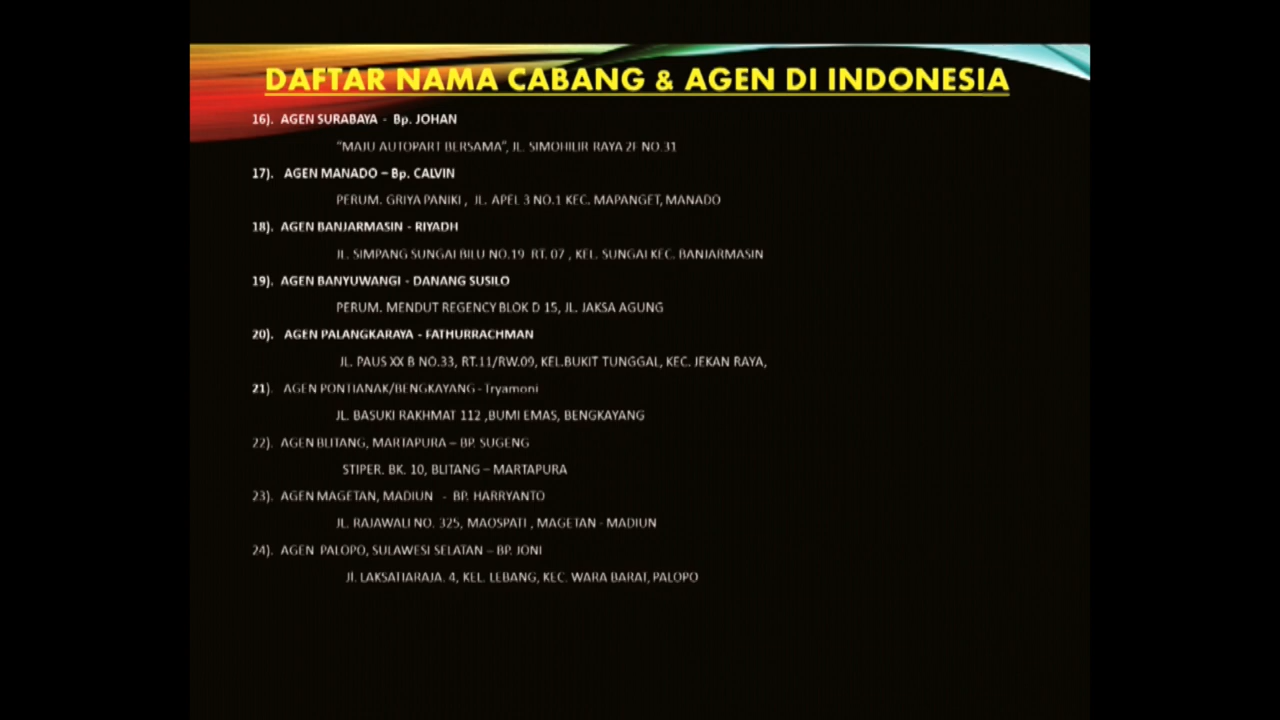 DAFTAR NAMA CABANG & AGEN DI INDONESIA
16). AGEN SURABAYA - Bp. JOHAN
"MAJU AUTOPART BERSAMA", JL. SIMOHILIR RAYA 2F NO.31
17). AGEN MANADO – Bp. CALVIN
PERUM. GRIYA PANIKI , JL. APEL 3 NO.1 KEC. MAPANGET, MANADO
18). AGEN BANJARMASIN - RIYADH
JL. SIMPANG SUNGAI BILU NO.19 RT. 07 , KEL. SUNGAI KEC. BANJARMASIN
19). AGEN BANYUWANGI - DANANG SUSILO
PERUM. MENDUT REGENCY BLOK D 15, JL. JAKSA AGUNG
20). AGEN PALANGKARAYA - FATHURRACHMAN
JL. PAUS XX B NO.33, RT.11/RW.09, KEL.BUKIT TUNGGAL, KEC. JEKAN RAYA,
21). AGEN PONTIANAK/BENGKAYANG - Tryamoni
JL. BASUKI RAKHMAT 112 ,BUMI EMAS, BENGKAYANG
22). AGEN BLITANG, MARTAPURA – BP. SUGENG
STIPER. BK. 10, BLITANG – MARTAPURA
23). AGEN MAGETAN, MADIUN - BP. HARRYANTO
JL. RAJAWALI NO. 325, MAOSPATI , MAGETAN - MADIUN
24). AGEN PALOPO, SULAWESI SELATAN – BP. JONI
Jl. LAKSATIARAJA. 4, KEL. LEBANG, KEC. WARA BARAT, PALOPO